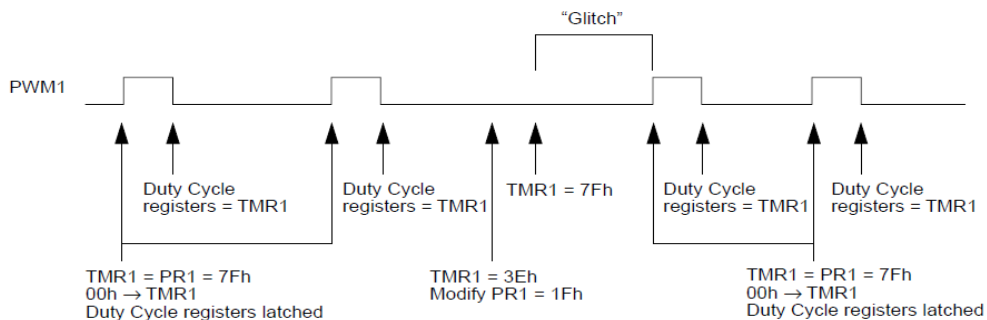 “Glitch”
PWM1
Duty Cycle
registers = TMR1
Duty Cycle
registers = TMR1
TMR1 = 7Fh
Duty Cycle
registers = TMR1
Duty Cycle
registers = TMR1
TMR1 = PR1 = 7Fh
00h → TMR1
Duty Cycle registers latched
TMR1 = 3Eh
Modify PR1 = 1Fh
TMR1 = PR1 = 7Fh
00h → TMR1
Duty Cycle registers latched